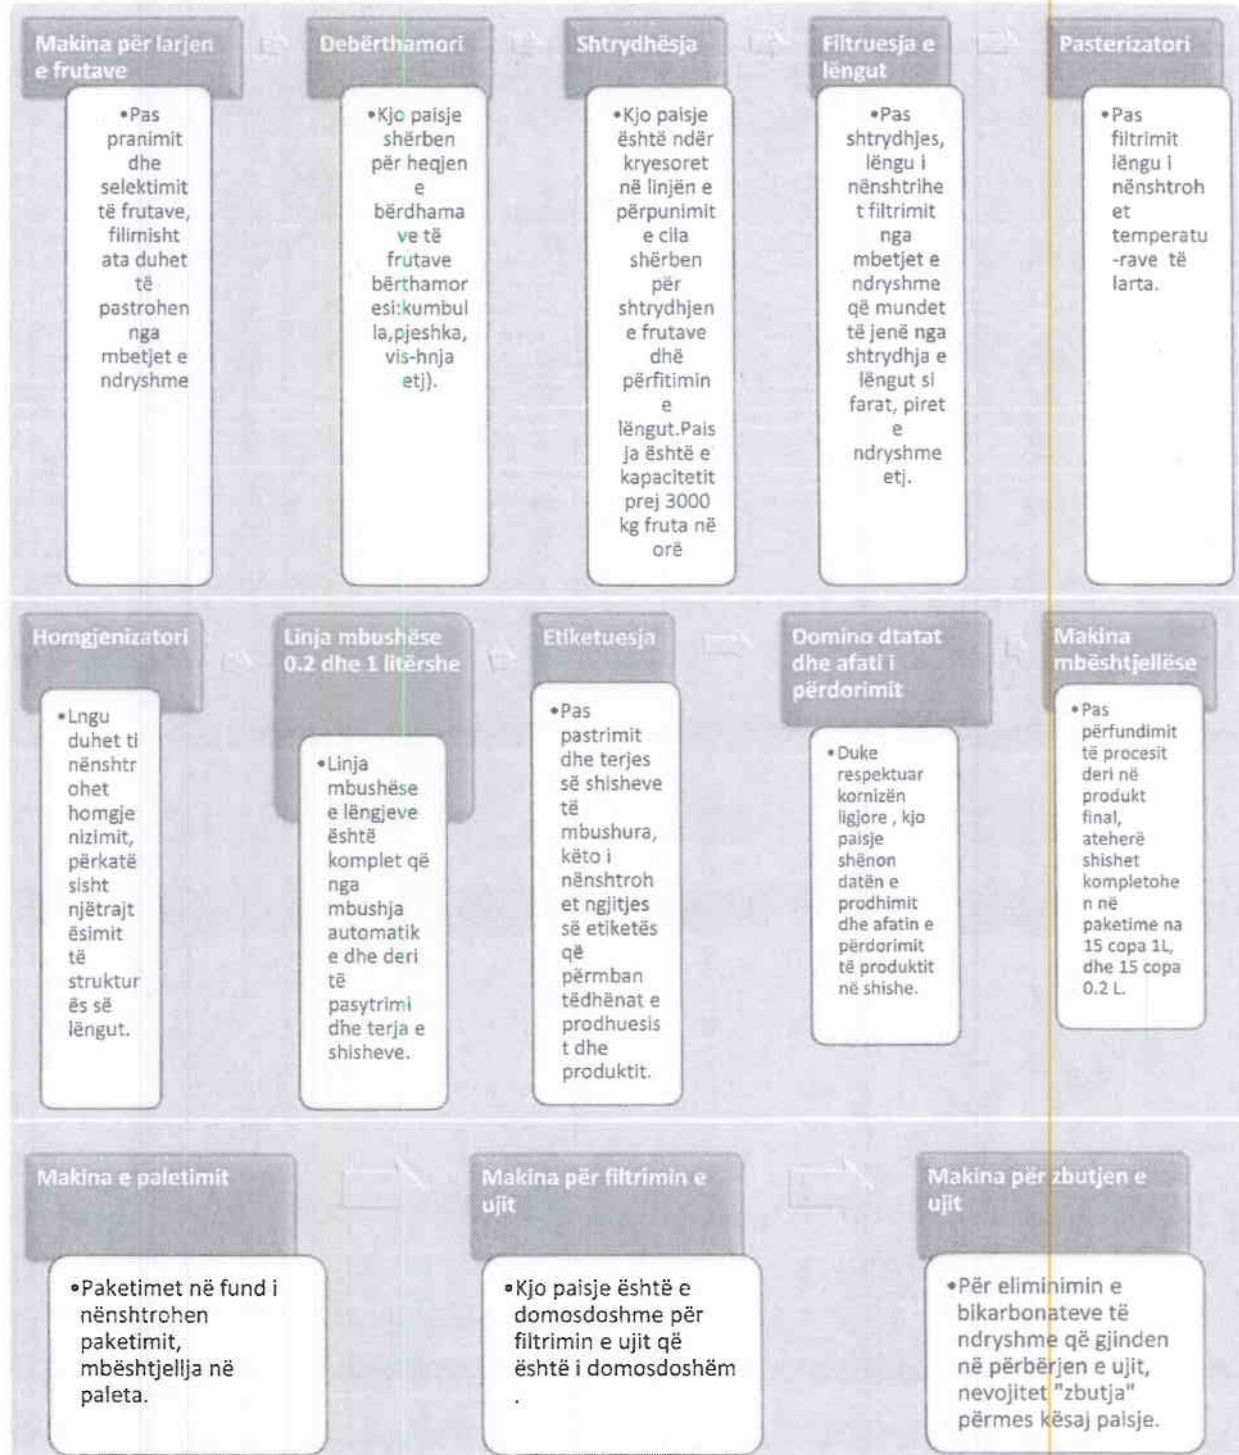 Makina për larjen
e frutave
•Pas
pranimit
dhe
selektimit
të frutave,
filimisht
ata duhet
të
pastrohen
nga
mbetjet e
ndryshme
Debërthamori
•Kjo paisje
shërben
për heqjen
e
bërdhama
ve të
frutave
bërthamor
esi:kumbul
la,pjeshka,
vis-hnja
etj).
Shtrydhësja
•Kjo paisje
është ndër
kryesoret
në linjën e
përpunimit
e cila
shërben
për
shtrydhjen
e frutave
dhë
përfitimin
e
lëngut.Pais
ja është e
kapacitetit
prej 3000
kg fruta në
orë
Filtruesja e
lëngut
•Pas
shtrydhjes,
lëngu i
nënshtrihe
t filtrimit
nga
mbetjet e
ndryshme
që mundet
të jenë nga
shtrydhja e
lëngut si
farat, piret
e
ndryshme
etj.
Pasterizatori
•Pas
filtrimit
lëngu i
nënshtroh
et
temperatu
-rave të
larta.
Homgjenizatori
•Lngu
duhet ti
nënshtr
ohet
homgje
nizimit,
përkatë
sisht
njëtrajt
ësimit
të
struktur
ës së
lëngut.
Linja mbushëse
0.2 dhe 1 litërshe
•Linja
mbushëse
e lëngjeve
është
komplet që
nga
mbushja
automatik
e dhe deri
të
pasytrimi
dhe terja e
shisheve.
Etiketuesja
•Pas
pastrimit
dhe terjes
së shisheve
të
mbushura,
këto i
nënshtroh
et ngjitjes
së etiketës
që
përmban
tëdhënat e
prodhuesis
t dhe
produktit.
Domino dtatat
dhe afati i
përdorimit
•Duke
respektuar
kornizën
ligjore , kjo
paisje
shënon
datën e
prodhimit
dhe afatin e
përdorimit
të produktit
në shishe.
Makina
mbështjellëse
•Pas
përfundimit
të procesit
deri në
produkt
final,
ateherë
shishet
kompletohe
n në
paketime na
15 copa 1L,
dhe 15 copa
0.2 L.
Makina e paletimit
•Paketimet në fund i
nënshtrohen
paketimit,
mbështjellja në
paleta.
Makina për filtrimin e
ujit
•Kjo paisje është e
domosdoshme për
filtrimin e ujit që
është i domosdoshëm
.
Makina për zbutjen e
ujit
•Për eliminimin e
bikarbonateve të
ndryshme që gjinden
në përbërjen e ujit,
nevojitet "zbutja"
përmes kësaj paisje.